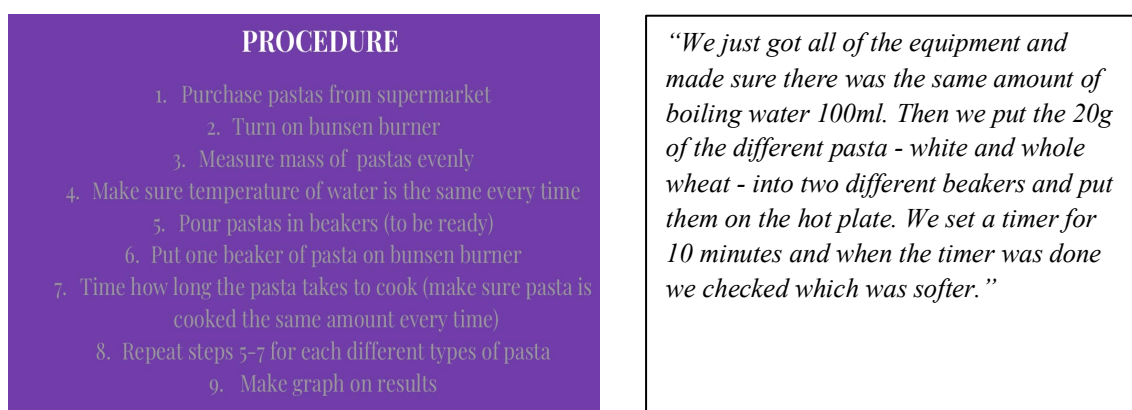 PROCEDURE
1. Purchase pastas from supermarket
2. Turn on bunsen burner
3. Measure mass of pastas evenly
4. Make sure temperature of water is the same every time
5. Pour pastas in beakers (to be ready)
6. Put one beaker of pasta on bunsen burner
7. Time how long the pasta takes to cook (make sure pasta is
cooked the same amount every time)
8. Repeat steps 5-7 for each different types of pasta
9. Make graph on results
“We just got all of the equipment and
made sure there was the same amount of
boiling water 100ml. Then we put the 20g
of the different pasta - white and whole
wheat - into two different beakers and put
them on the hot plate. We set a timer for
10 minutes and when the timer was done
we checked which was softer.”